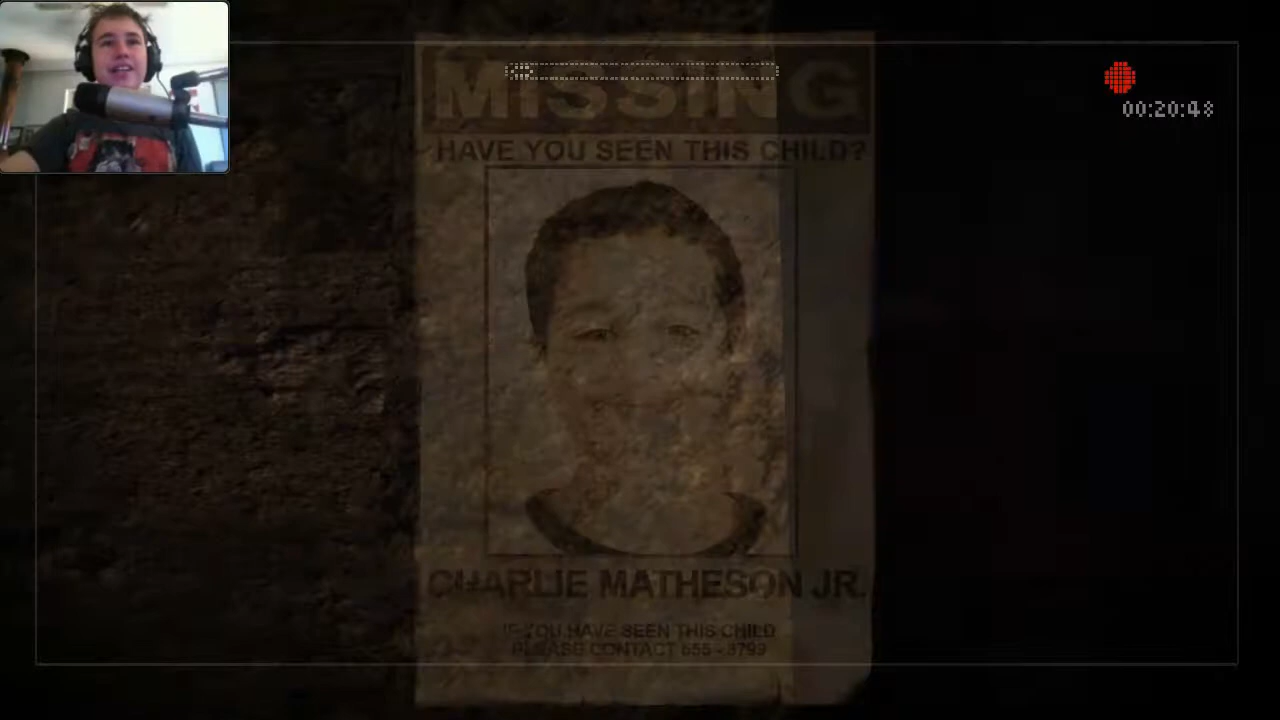 MISSING
00:20:48
HAVE YOU SEEN THIS CHILD?
CHARLIE MATHESON JR.
IF YOU HAVE SEEN THIS CHILD
PLEASE CONTACT 555-3799